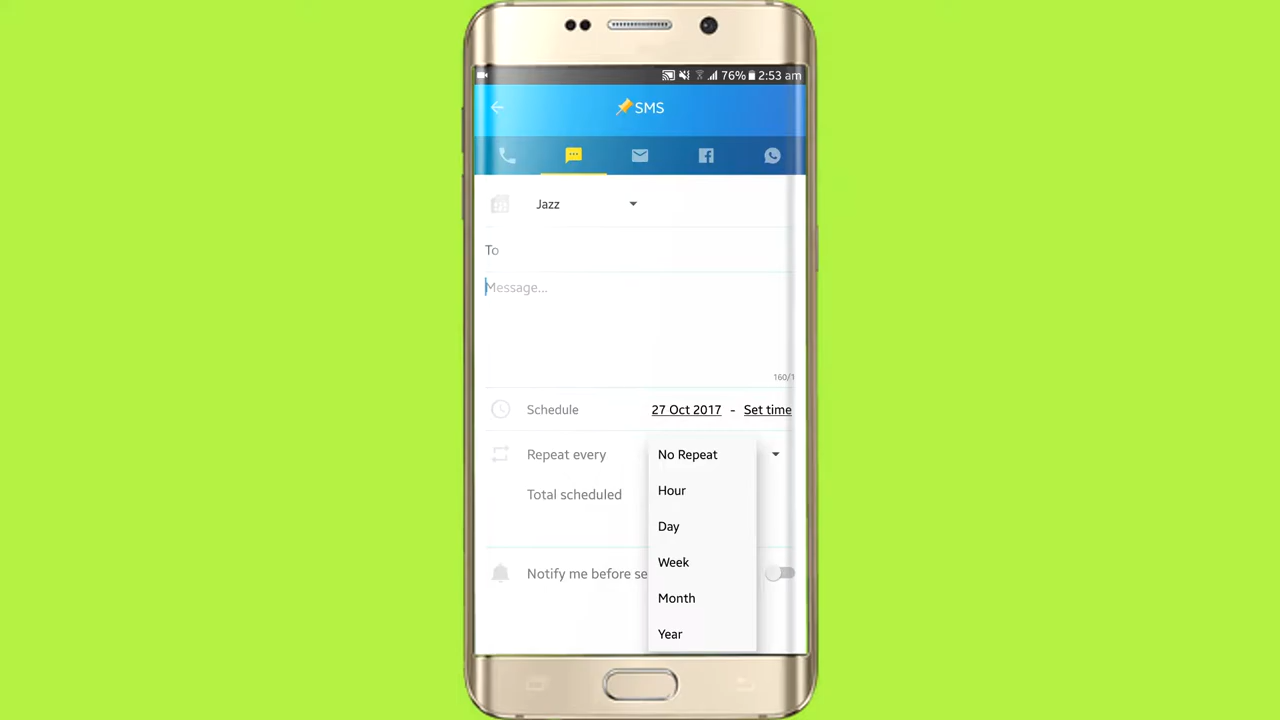 76% 2:53 am
SMS
Jazz
To
Message...
160/1
Schedule 27 Oct 2017 - Set time
Repeat every No Repeat
Hour
Total scheduled
Day
Week
Notify me before se
Month
Year